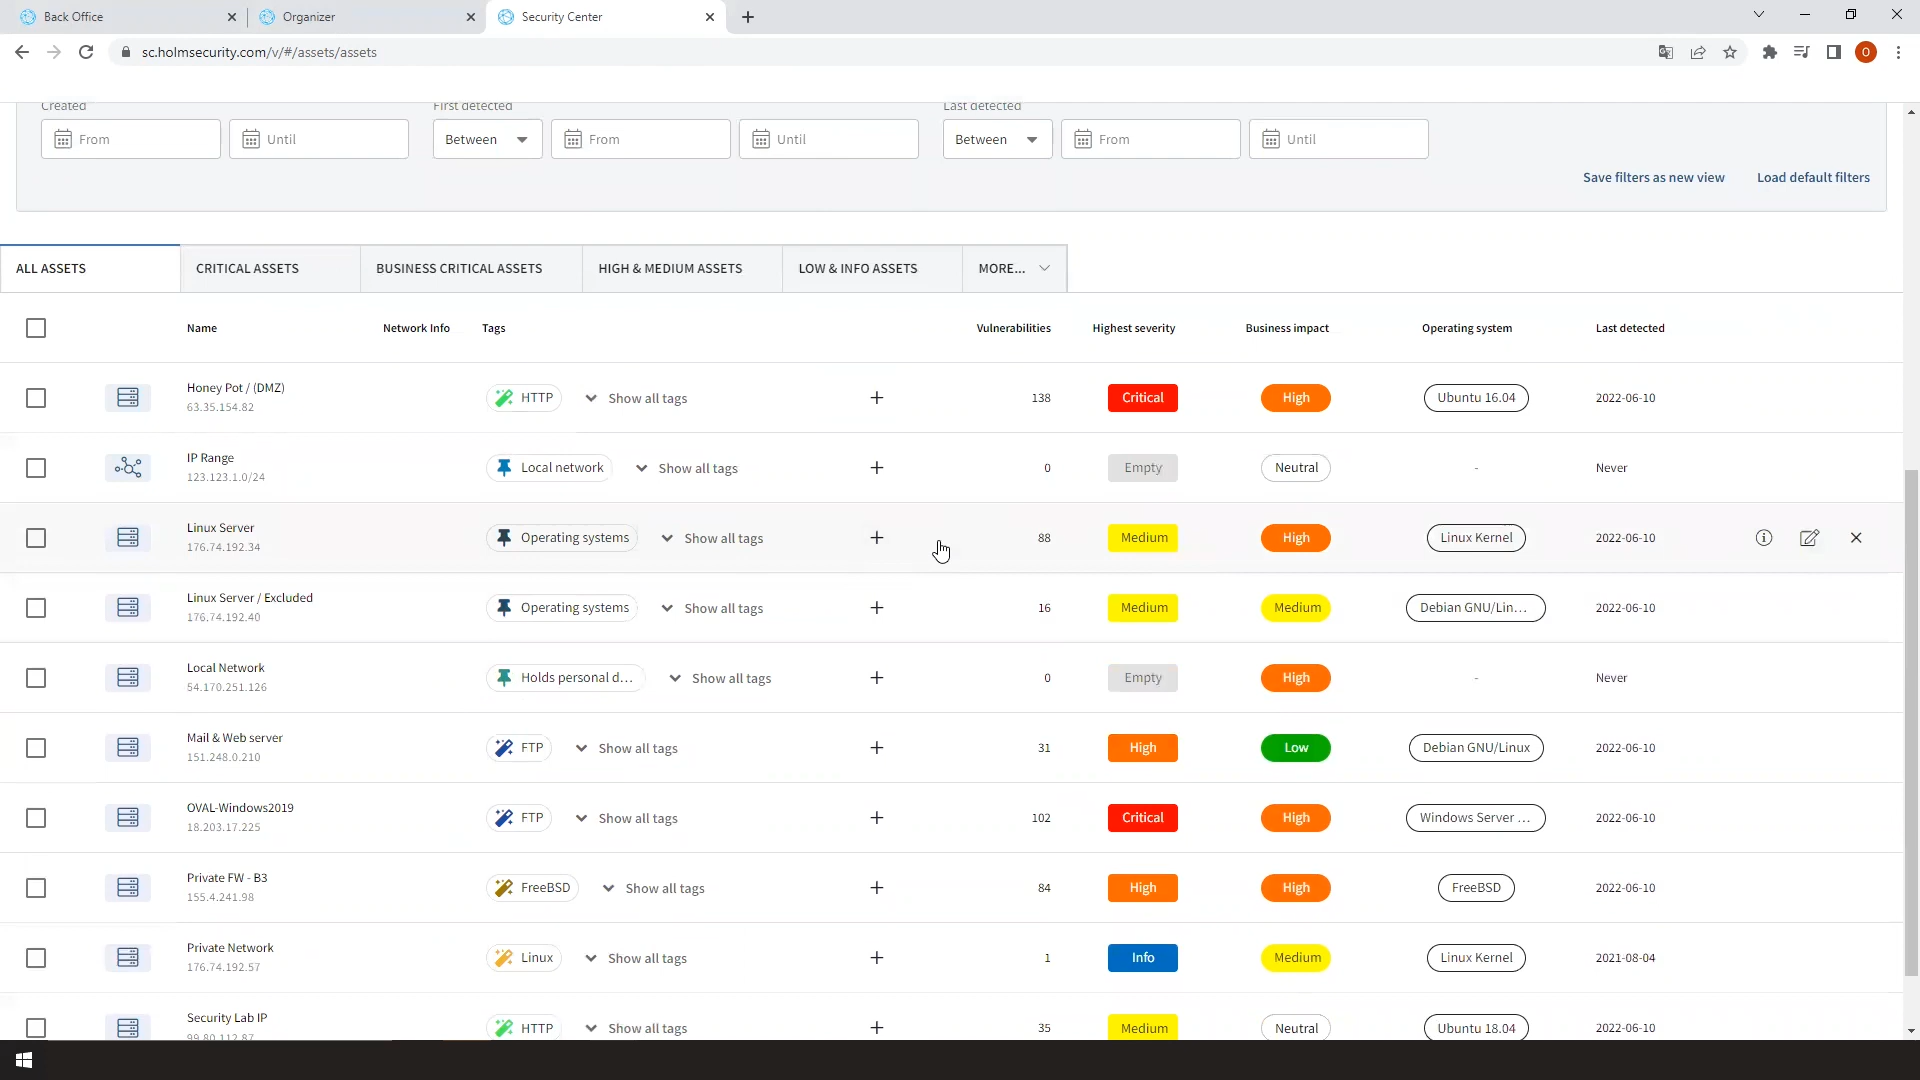 Back Office
Organizer
Security Center
sc.holmsecurity.com/v/#/assets/assets
O
Created
First detected
Last detected
From
Until
Between
From
Until
Between
From
Until
Save filters as new view
Load default filters
ALL ASSETS
CRITICAL ASSETS
BUSINESS CRITICAL ASSETS
HIGH & MEDIUM ASSETS
LOW & INFO ASSETS
MORE...
Name
Network Info
Tags
Vulnerabilities
Highest severity
Business impact
Operating system
Last detected
Honey Pot / (DMZ)
63.35.154.82
HTTP
Show all tags
138
Critical
High
Ubuntu 16.04
2022-06-10
IP Range
123.123.1.0/24
Local network
Show all tags
0
Empty
Neutral
-
Never
Linux Server
176.74.192.34
Operating systems
Show all tags
88
Medium
High
Linux Kernel
2022-06-10
Linux Server / Excluded
176.74.192.40
Operating systems
Show all tags
16
Medium
Medium
Debian GNU/Lin...
2022-06-10
Local Network
54.170.251.126
Holds personal d...
Show all tags
0
Empty
High
-
Never
Mail & Web server
151.248.0.210
FTP
Show all tags
31
High
Low
Debian GNU/Linux
2022-06-10
OVAL-Windows2019
18.203.17.225
FTP
Show all tags
102
Critical
High
Windows Server ...
2022-06-10
Private FW - B3
155.4.241.98
FreeBSD
Show all tags
84
High
High
FreeBSD
2022-06-10
Private Network
176.74.192.57
Linux
Show all tags
1
Info
Medium
Linux Kernel
2021-08-04
Security Lab IP
99.80.112.87
HTTP
Show all tags
35
Medium
Neutral
Ubuntu 18.04
2022-06-10